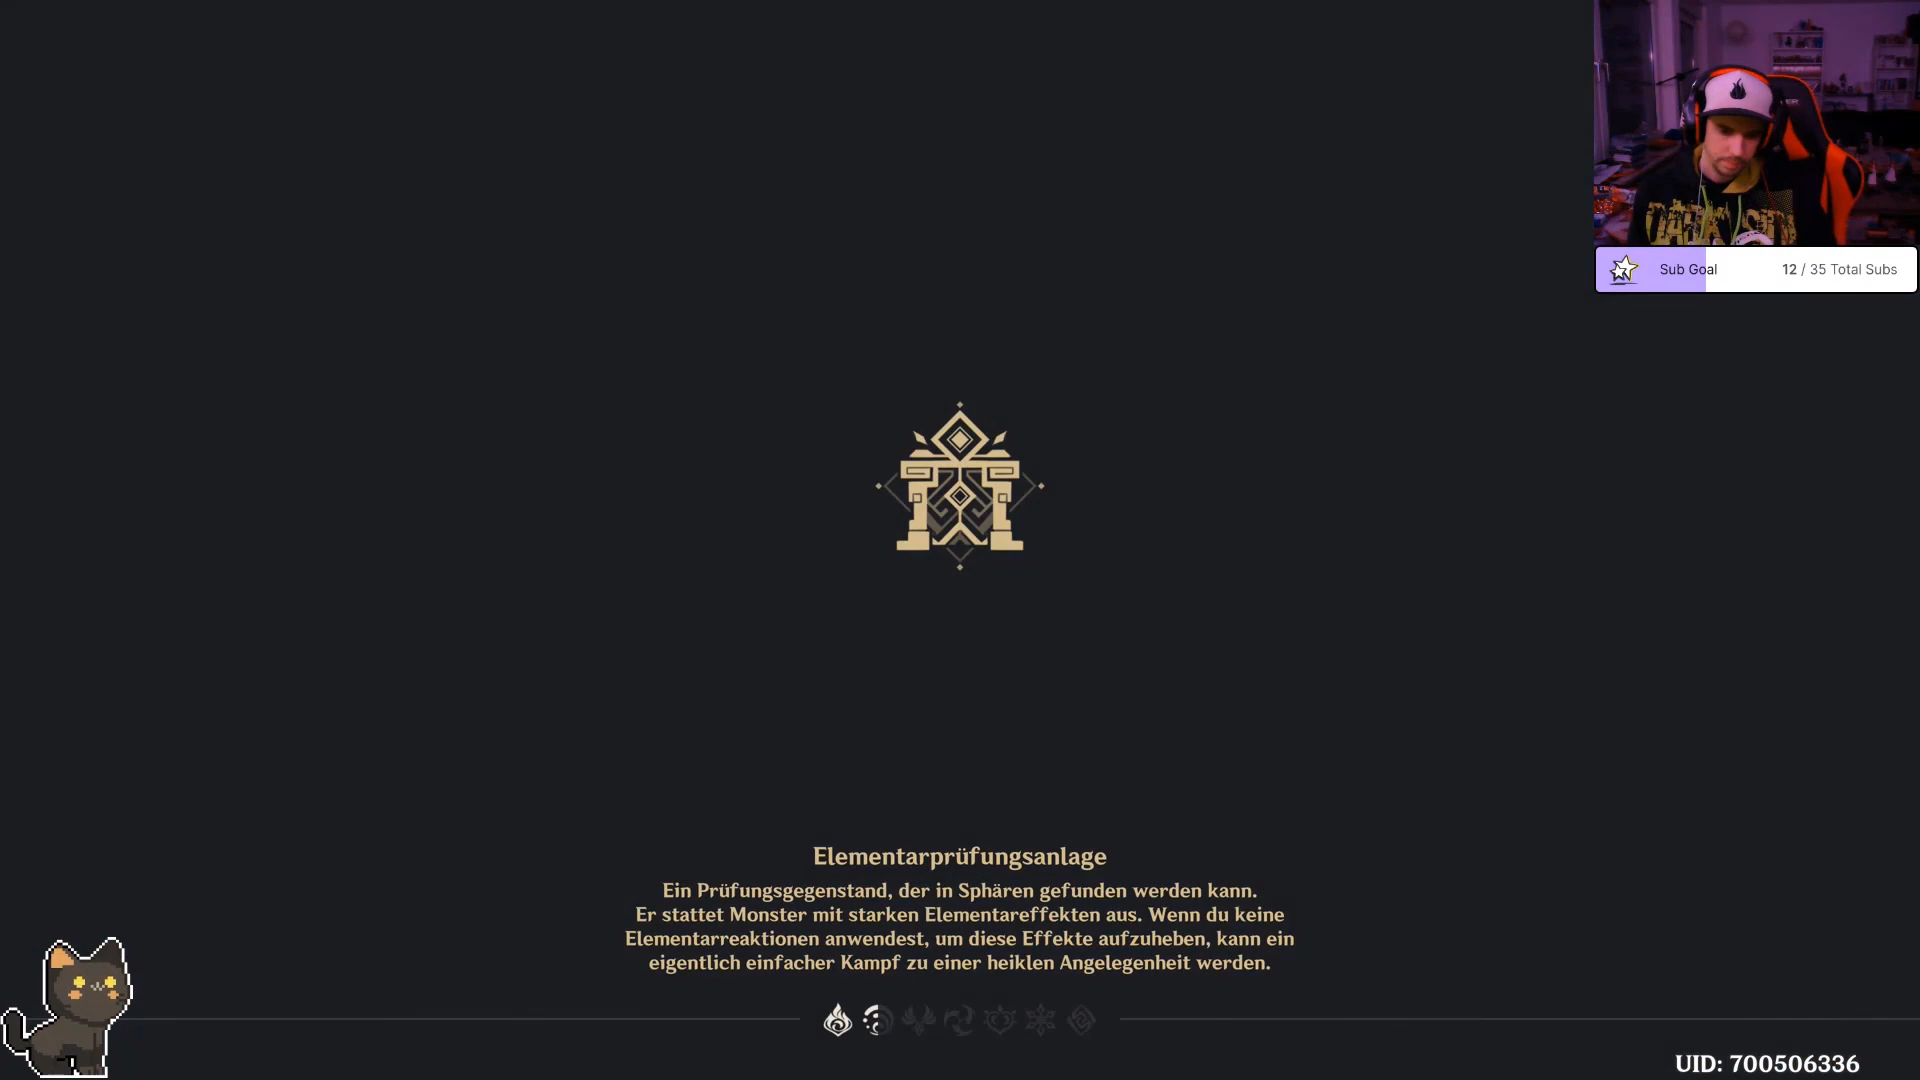 Sub Goal
12 / 35 Total Subs
Elementarprüfungsanlage
Ein Prüfungsgegenstand, der in Sphären gefunden werden kann.
Er stattet Monster mit starken Elementareffekten aus. Wenn du keine
Elementarreaktionen anwendest, um diese Effekte aufzuheben, kann ein
eigentlich einfacher Kampf zu einer heiklen Angelegenheit werden.
UID: 700506336